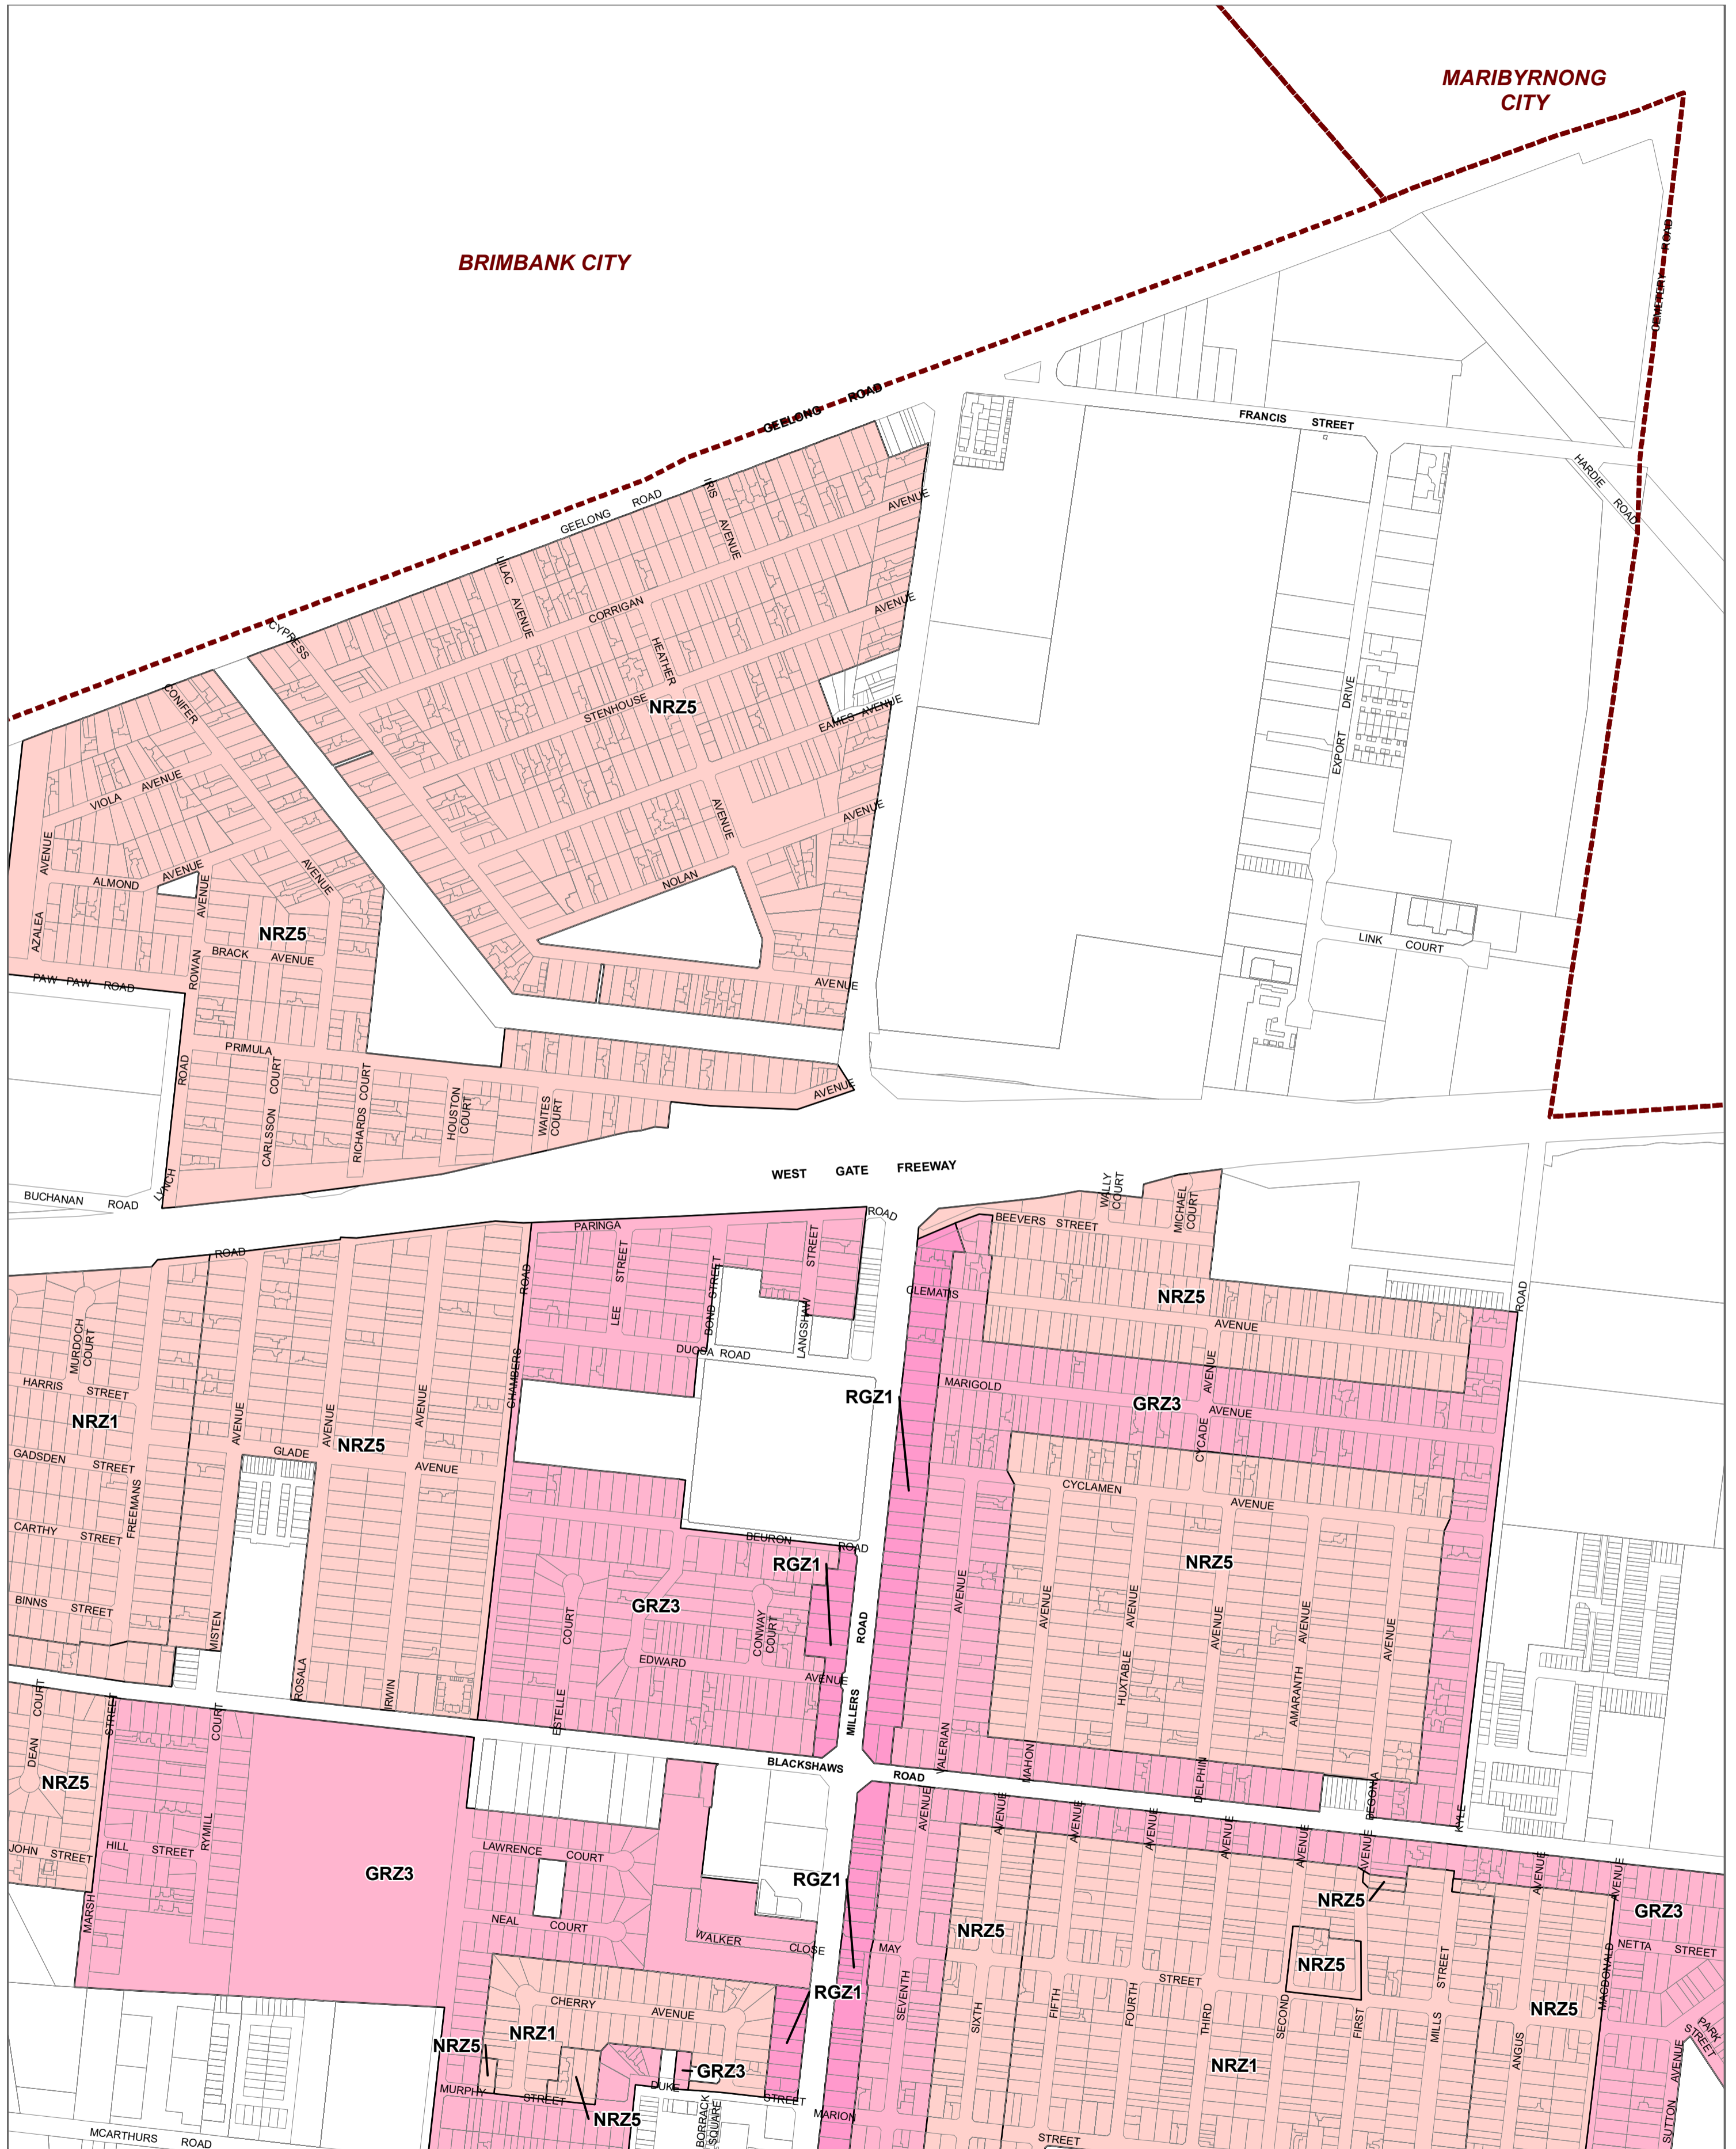 MARIBYRNONG
CITY
BRIMBANK CITY
CEMETERY ROAD
GEELONG ROAD
FRANCIS STREET
HARDIE ROAD
GEELONG ROAD
IRIS AVENUE
AVENUE
LILAC AVENUE
CORRIGAN
AVENUE
CYPRESS
HEATHER
STENHOUSE
NRZ5
EAMES AVENUE
CONIFER
EXPORT DRIVE
VIOLA AVENUE
AVENUE
AVENUE
AVENUE
ALMOND AVENUE
AVENUE
AVENUE
NOLAN
AZALEA
NRZ5
BRACK AVENUE
ROWAN
LINK COURT
PAW PAW ROAD
AVENUE
PRIMULA
ROAD
COURT
CARLSSON
RICHARDS COURT
HOUSTON
COURT
WAITES
COURT
AVENUE
LYNCH
BUCHANAN ROAD
WEST GATE FREEWAY
WALLY
COURT
MICHAEL
COURT
BEEVERS STREET
PARINGA
ROAD
ROAD
STREET
LEE
BOND STREET
STREET
LANGSHAW
ROAD
CLEMATIS
NRZ5
AVENUE
ROAD
MURDOCH
COURT
DUOSA ROAD
CHAMBERS
HARRIS STREET
NRZ1
AVENUE
AVENUE
AVENUE
NRZ5
RGZ1
MARIGOLD
GRZ3
AVENUE
AVENUE
CYCADE
GADSDEN STREET
GLADE
AVENUE
CYCLAMEN
AVENUE
FREEMANS
CARTHY STREET
BEURON
ROAD
RGZ1
NRZ5
BINNS STREET
GRZ3
COURT
CONWAY
COURT
EDWARD
AVENUE
AVENUE
AVENUE
AVENUE
AVENUE
AVENUE
AVENUE
MISTEN
ROSALA
IRWIN
ESTELLE
MILLERS
ROAD
HUXTABLE
AMARANTH
VALERIAN
MAHON
DELPHIN
BEGONIA
KYLE
BLACKSHAWS
ROAD
DEAN COURT
STREET
COURT
NRZ5
RYMILL
HILL STREET
JOHN STREET
MARSH
GRZ3
LAWRENCE COURT
NEAL COURT
WALKER
CLOSE
RGZ1
AVENUE
AVENUE
AVENUE
AVENUE
AVENUE
AVENUE
AVENUE
AVENUE
AVENUE
NRZ5
NRZ5
NRZ5
GRZ3
NETTA STREET
MAY
STREET
STREET
MACDONALD
NRZ5
PARK
STREET
RGZ1
SEVENTH
SIXTH
FIFTH
FOURTH
THIRD
SECOND
FIRST
MILLS
ANGUS
AVENUE
SUTTON
CHERRY AVENUE
NRZ1
NRZ5
NRZ1
GRZ3
MURPHY
STREET
DUKE
STREET
NRZ5
BORRACK
SQUARE
MARION
STREET
MCARTHURS ROAD